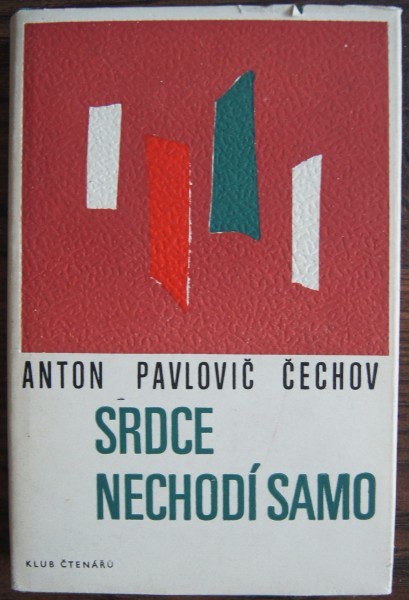 ANTON PAVLOVIČ ČECHOV
SRDCE
NECHODÍ SAMO
KLUB ČTENÁŘŮ